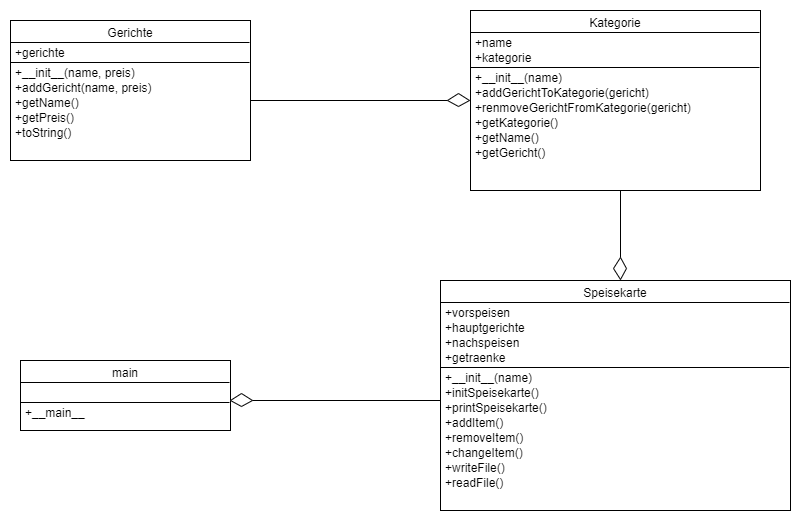 Gerichte
+gerichte
+__init__(name, preis)
+addGericht(name, preis)
+getName()
+getPreis()
+toString()
Kategorie
+name
+kategorie
+__init__(name)
+addGerichtToKategorie(gericht)
+renmoveGerichtFromKategorie(gericht)
+getKategorie()
+getName()
+getGericht()
Speisekarte
+vorspeisen
+hauptgerichte
+nachspeisen
+getraenke
+__init__(name)
+initSpeisekarte()
+printSpeisekarte()
+addItem()
+removeItem()
+changeItem()
+writeFile()
+readFile()
main
+__main__